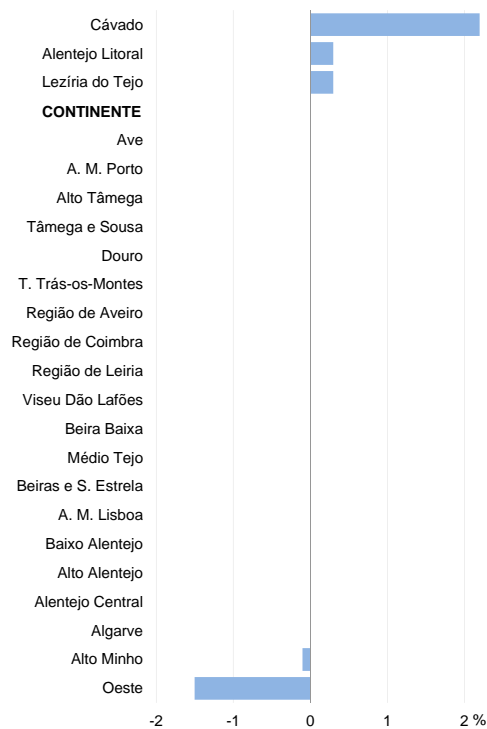 Cávado
Alentejo Litoral
Lezíria do Tejo
CONTINENTE
Ave
A. M. Porto
Alto Tâmega
Tâmega e Sousa
Douro
T. Trás-os-Montes
Região de Aveiro
Região de Coimbra
Região de Leiria
Viseu Dão Lafões
Beira Baixa
Médio Tejo
Beiras e S. Estrela
A. M. Lisboa
Baixo Alentejo
Alto Alentejo
Alentejo Central
Algarve
Alto Minho
Oeste
-2 -1 0 1 2 %